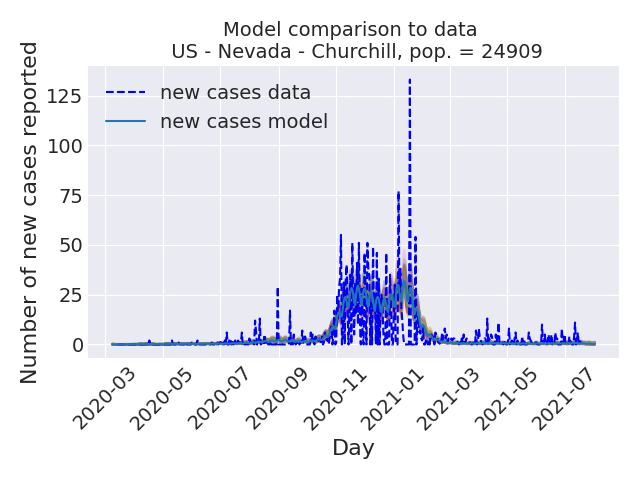 Model comparison to data
US - Nevada - Churchill, pop. = 24909
Number of new cases reported
125
100
75
50
25
0
new cases data
new cases model
2020-03
2020-05
2020-07
2020-09
2020-11
2021-01
2021-03
2021-05
2021-07
Day